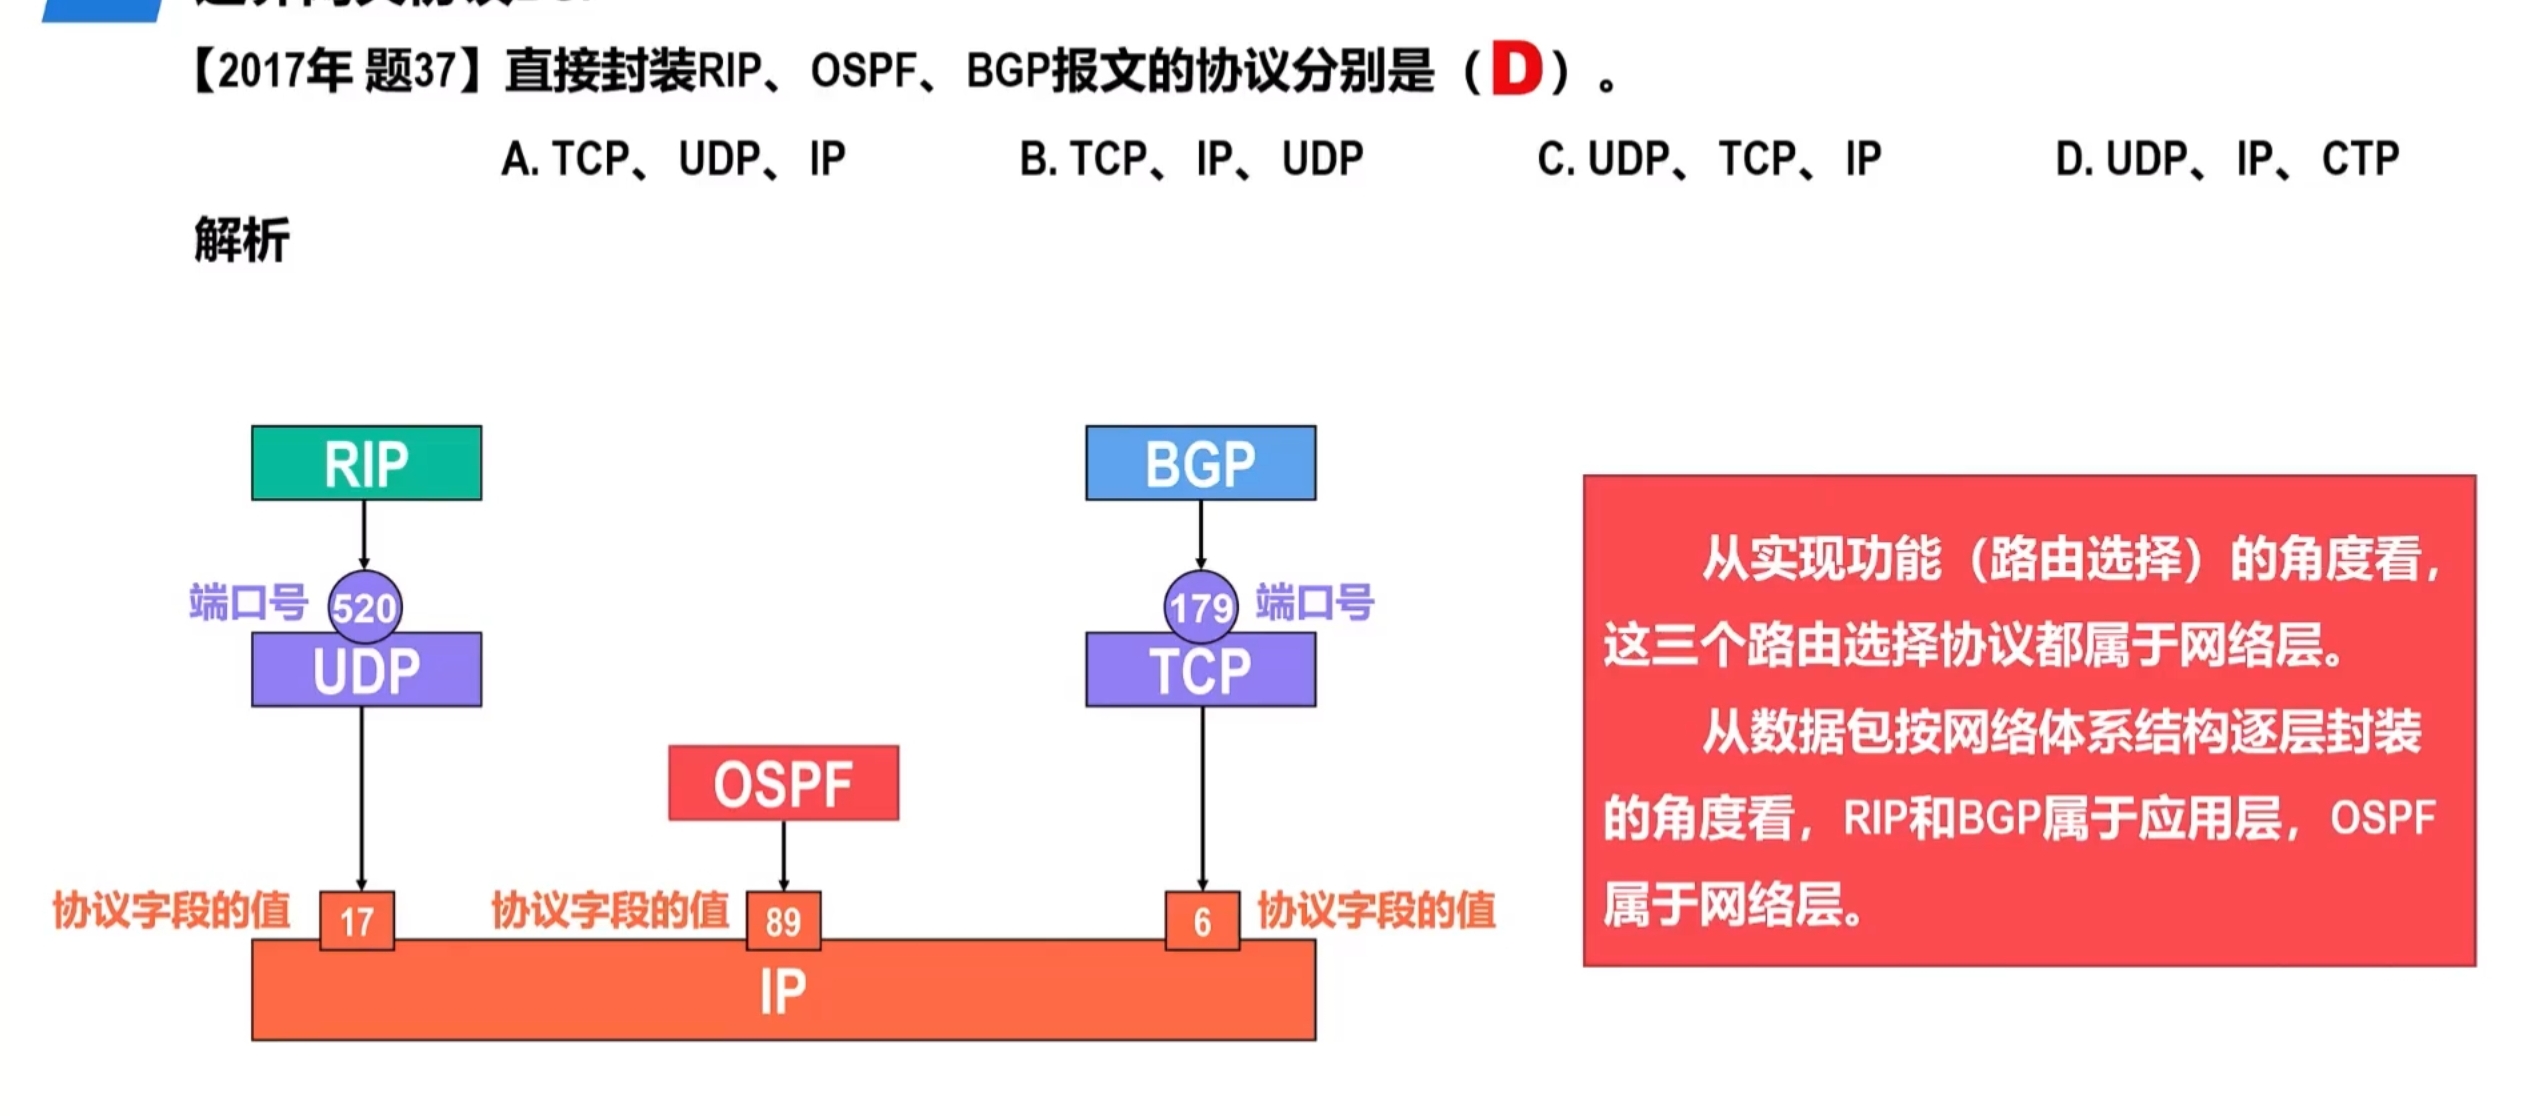 【2017年 题37】直接封装RIP、OSPF、BGP报文的协议分别是（D）。
A. TCP、UDP、IP    B. TCP、IP、UDP    C. UDP、TCP、IP    D. UDP、IP、CTP
解析
RIP
BGP
端口号 520
179 端口号
UDP
TCP
OSPF
协议字段的值 17
协议字段的值 89
6 协议字段的值
IP
从实现功能（路由选择）的角度看，
这三个路由选择协议都属于网络层。
从数据包按网络体系结构逐层封装
的角度看，RIP和BGP属于应用层，OSPF
属于网络层。